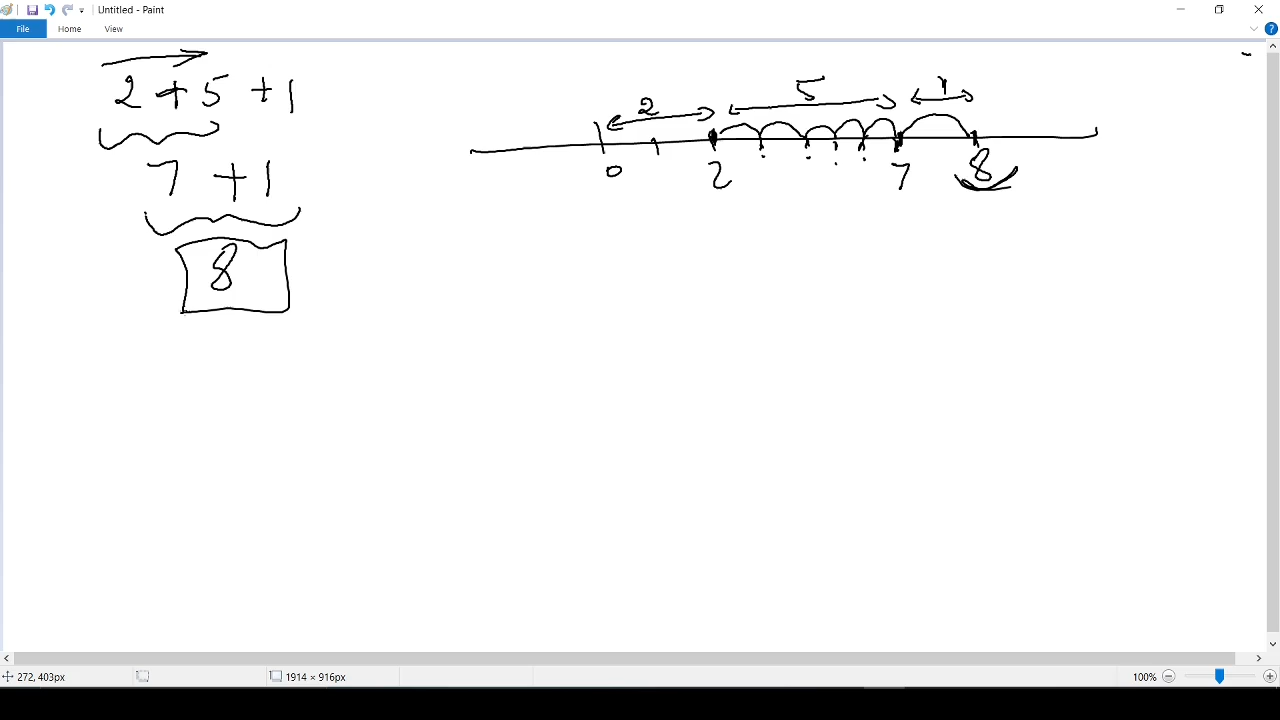 Untitled - Paint
File Home View
2 + 5 + 1
7 + 1
8
2 5 1
0 2 7 8
272, 403px
1914 × 916px
100%